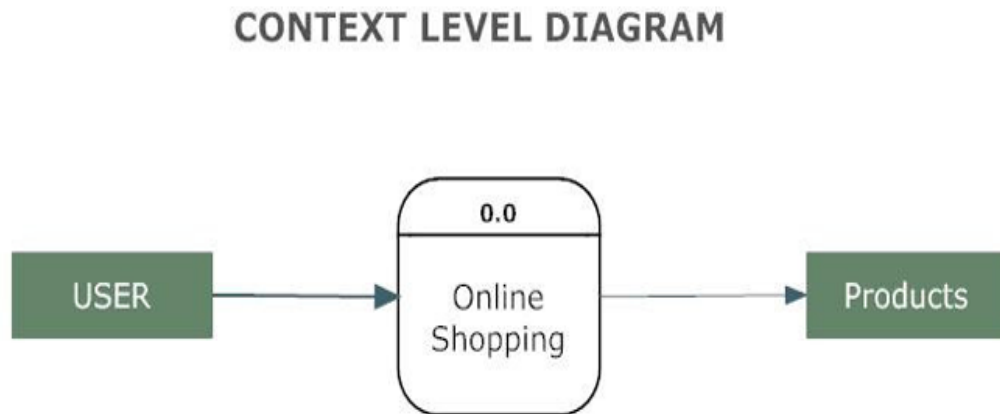 CONTEXT LEVEL DIAGRAM
0.0
USER
Online
Shopping
Products